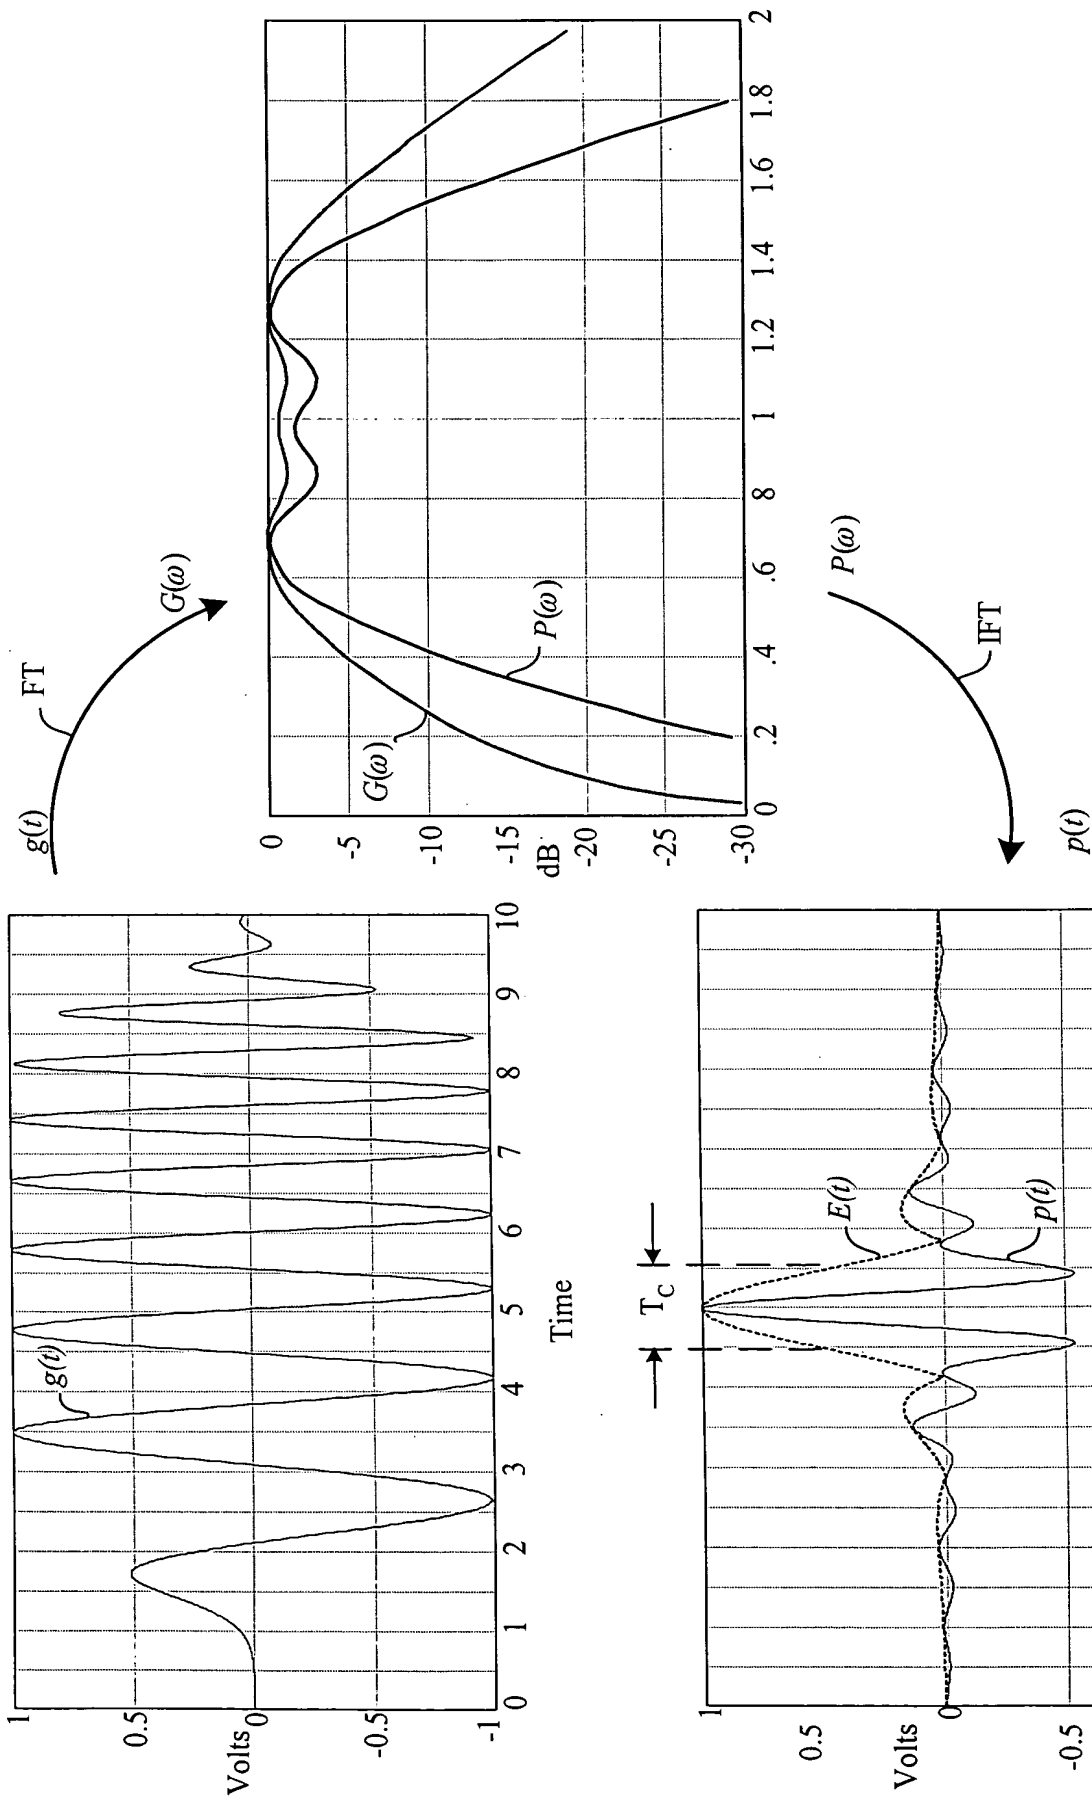 g(t)
FT
G(ω)
1
0.5
Volts
0
-0.5
-1
g(t)
0
1
2
3
4
5
6
7
8
9
10
Time
0
-5
-10
-15
-20
-25
-30
dB
G(ω)
P(ω)
0
.2
.4
.6
.8
1
1.2
1.4
1.6
1.8
2
P(ω)
IFT
p(t)
1
0.5
Volts
0
-0.5
T_C
E(t)
p(t)